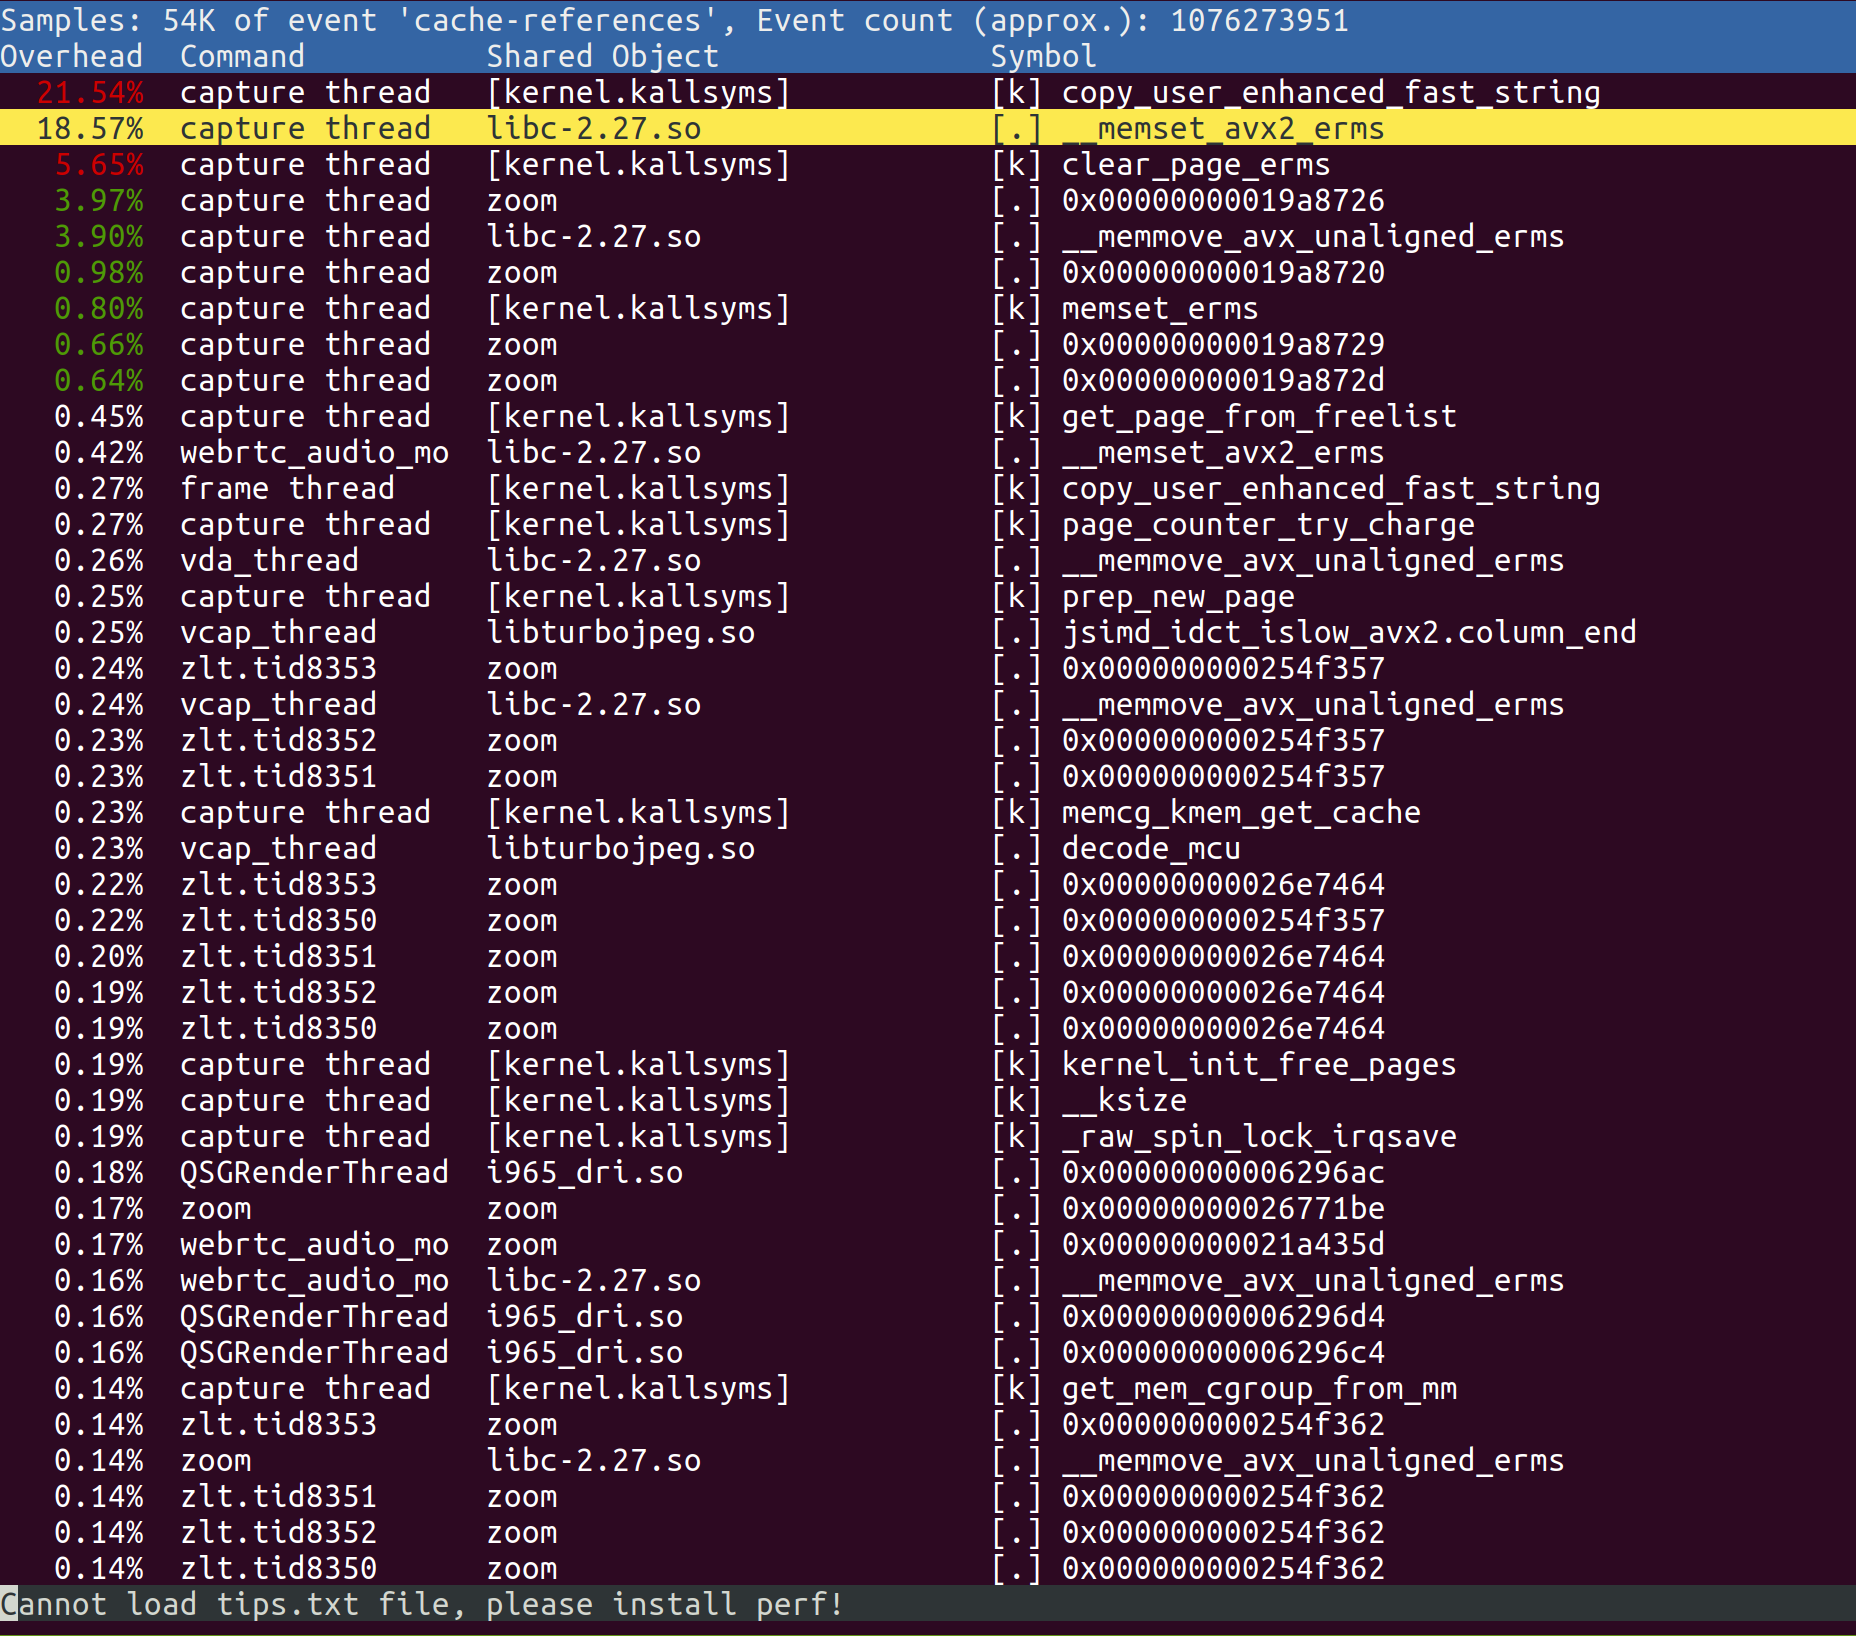 Samples: 54K of event 'cache-references', Event count (approx.): 1076273951
Overhead  Command          Shared Object               Symbol
  21.54%  capture thread   [kernel.kallsyms]           [k] copy_user_enhanced_fast_string
  18.57%  capture thread   libc-2.27.so                [.] __memset_avx2_erms
   5.65%  capture thread   [kernel.kallsyms]           [k] clear_page_erms
   3.97%  capture thread   zoom                        [.] 0x00000000019a8726
   3.90%  capture thread   libc-2.27.so                [.] __memmove_avx_unaligned_erms
   0.98%  capture thread   zoom                        [.] 0x00000000019a8720
   0.80%  capture thread   [kernel.kallsyms]           [k] memset_erms
   0.66%  capture thread   zoom                        [.] 0x00000000019a8729
   0.64%  capture thread   zoom                        [.] 0x00000000019a872d
   0.45%  capture thread   [kernel.kallsyms]           [k] get_page_from_freelist
   0.42%  webrtc_audio_mo  libc-2.27.so                [.] __memset_avx2_erms
   0.27%  frame thread     [kernel.kallsyms]           [k] copy_user_enhanced_fast_string
   0.27%  capture thread   [kernel.kallsyms]           [k] page_counter_try_charge
   0.26%  vda_thread       libc-2.27.so                [.] __memmove_avx_unaligned_erms
   0.25%  capture thread   [kernel.kallsyms]           [k] prep_new_page
   0.25%  vcap_thread      libturbojpeg.so             [.] jsimd_idct_islow_avx2.column_end
   0.24%  zlt.tid8353      zoom                        [.] 0x000000000254f357
   0.24%  vcap_thread      libc-2.27.so                [.] __memmove_avx_unaligned_erms
   0.23%  zlt.tid8352      zoom                        [.] 0x000000000254f357
   0.23%  zlt.tid8351      zoom                        [.] 0x000000000254f357
   0.23%  capture thread   [kernel.kallsyms]           [k] memcg_kmem_get_cache
   0.23%  vcap_thread      libturbojpeg.so             [.] decode_mcu
   0.22%  zlt.tid8353      zoom                        [.] 0x00000000026e7464
   0.22%  zlt.tid8350      zoom                        [.] 0x000000000254f357
   0.20%  zlt.tid8351      zoom                        [.] 0x00000000026e7464
   0.19%  zlt.tid8352      zoom                        [.] 0x00000000026e7464
   0.19%  zlt.tid8350      zoom                        [.] 0x00000000026e7464
   0.19%  capture thread   [kernel.kallsyms]           [k] kernel_init_free_pages
   0.19%  capture thread   [kernel.kallsyms]           [k] __ksize
   0.19%  capture thread   [kernel.kallsyms]           [k] _raw_spin_lock_irqsave
   0.18%  QSGRenderThread  i965_dri.so                 [.] 0x00000000006296ac
   0.17%  zoom             zoom                        [.] 0x00000000026771be
   0.17%  webrtc_audio_mo  zoom                        [.] 0x00000000021a435d
   0.16%  webrtc_audio_mo  libc-2.27.so                [.] __memmove_avx_unaligned_erms
   0.16%  QSGRenderThread  i965_dri.so                 [.] 0x00000000006296d4
   0.16%  QSGRenderThread  i965_dri.so                 [.] 0x00000000006296c4
   0.14%  capture thread   [kernel.kallsyms]           [k] get_mem_cgroup_from_mm
   0.14%  zlt.tid8353      zoom                        [.] 0x000000000254f362
   0.14%  zoom             libc-2.27.so                [.] __memmove_avx_unaligned_erms
   0.14%  zlt.tid8351      zoom                        [.] 0x000000000254f362
   0.14%  zlt.tid8352      zoom                        [.] 0x000000000254f362
   0.14%  zlt.tid8350      zoom                        [.] 0x000000000254f362
Cannot load tips.txt file, please install perf!